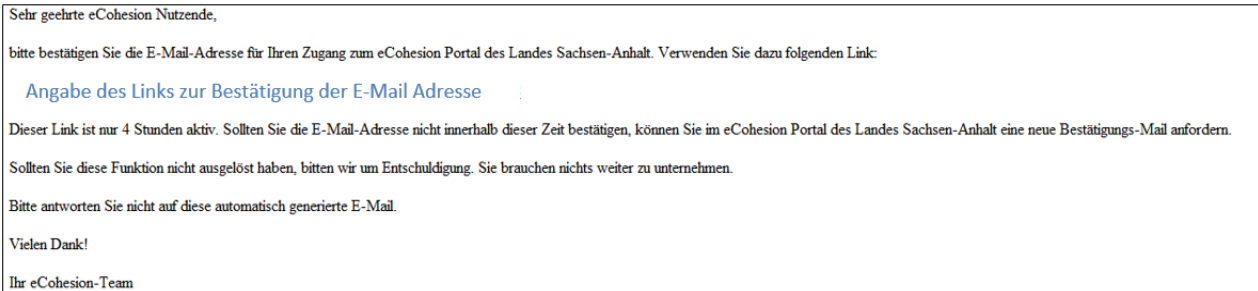 Sehr geehrte eCohesion Nutzende,
bitte bestätigen Sie die E-Mail-Adresse für Ihren Zugang zum eCohesion Portal des Landes Sachsen-Anhalt. Verwenden Sie dazu folgenden Link:
Angabe des Links zur Bestätigung der E-Mail Adresse
Dieser Link ist nur 4 Stunden aktiv. Sollten Sie die E-Mail-Adresse nicht innerhalb dieser Zeit bestätigen, können Sie im eCohesion Portal des Landes Sachsen-Anhalt eine neue Bestätigungs-Mail anfordern.
Sollten Sie diese Funktion nicht ausgelöst haben, bitten wir um Entschuldigung. Sie brauchen nichts weiter zu unternehmen.
Bitte antworten Sie nicht auf diese automatisch generierte E-Mail.
Vielen Dank!
Ihr eCohesion-Team